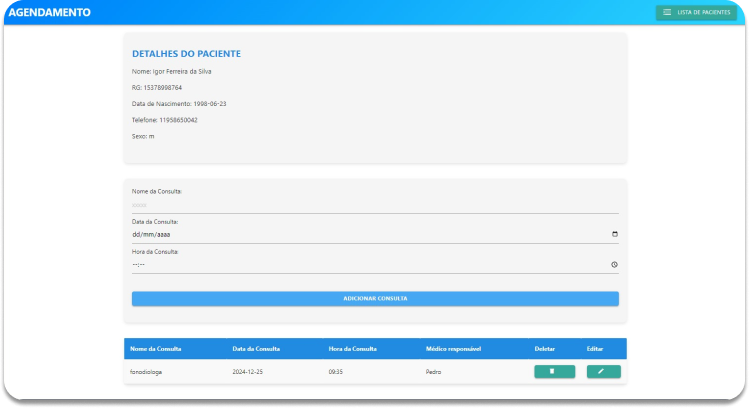 AGENDAMENTO
LISTA DE PACIENTES
DETALHES DO PACIENTE
Nome: Igor Ferreira da Silva
RG: 15378998764
Data de Nascimento: 1998-06-23
Telefone: 11958650042
Sexo: m
Nome da Consulta:
Data da Consulta:
dd/mm/aaaa
Hora da Consulta:
--:--
ADICIONAR CONSULTA
Nome da Consulta Data da Consulta Hora da Consulta Médico responsável Deletar Editar
fonodiologa 2024-12-25 09:35 Pedro